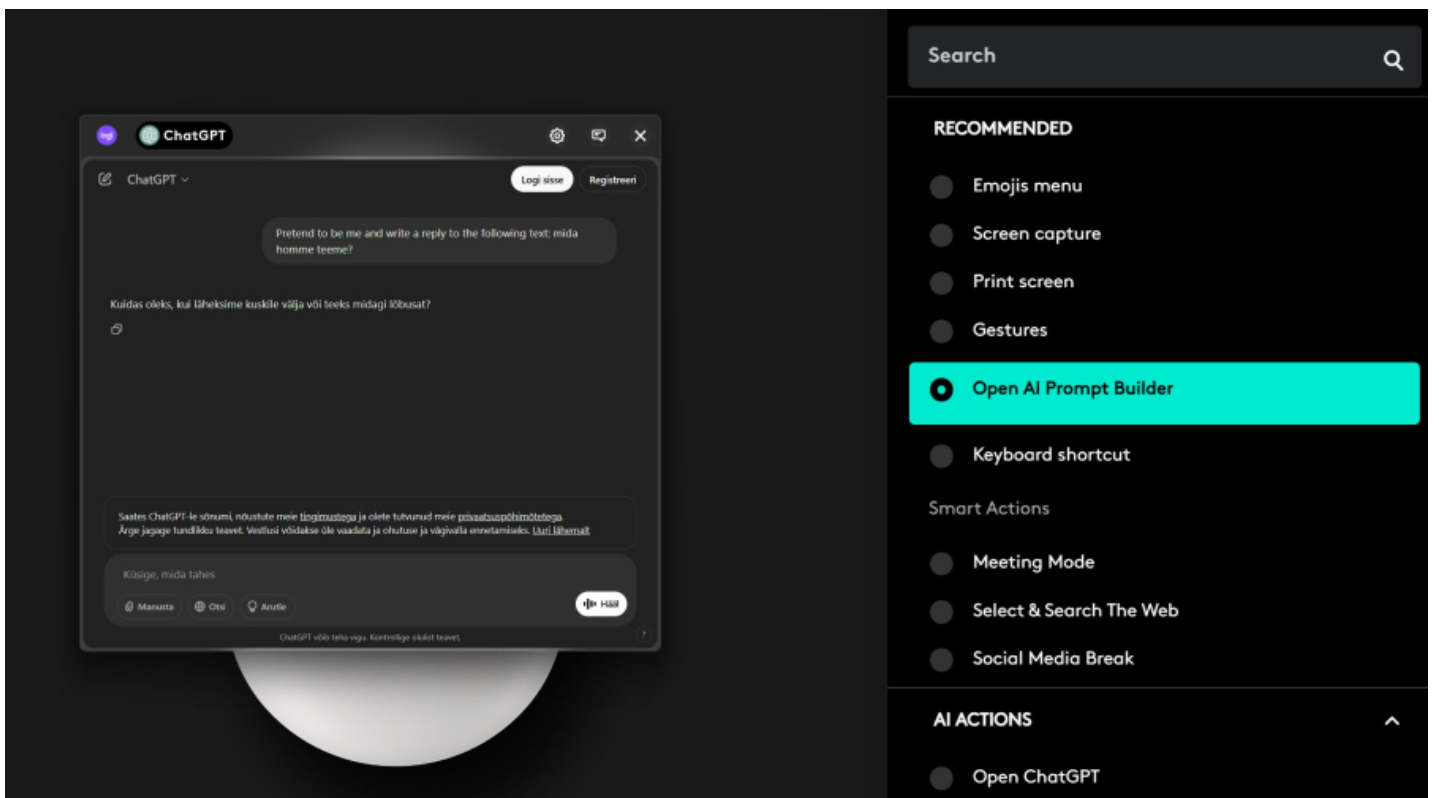 logi
ChatGPT
ChatGPT
Logi sisse
Registreeri
Pretend to be me and write a reply to the following text: mida
homme teeme?
Kuidas oleks, kui läheksime kuskile välja või teeks midagi lõbusat?
Saates ChatGPT-le sõnumi, nõustute meie tingimustega ja olete tutvunud meie privaatsuspõhimõtetega.
Ärge jagage tundlikku teavet. Vestlusi võidakse üle vaadata ja ohutuse ja vägivalla ennetamiseks. Uuri lähemalt
Küsige, mida tahes
Manusta
Otsi
Arutle
Hääl
ChatGPT võib teha vigu. Kontrollige olulist teavet.
?
Search
RECOMMENDED
Emojis menu
Screen capture
Print screen
Gestures
Open AI Prompt Builder
Keyboard shortcut
Smart Actions
Meeting Mode
Select & Search The Web
Social Media Break
AI ACTIONS
Open ChatGPT